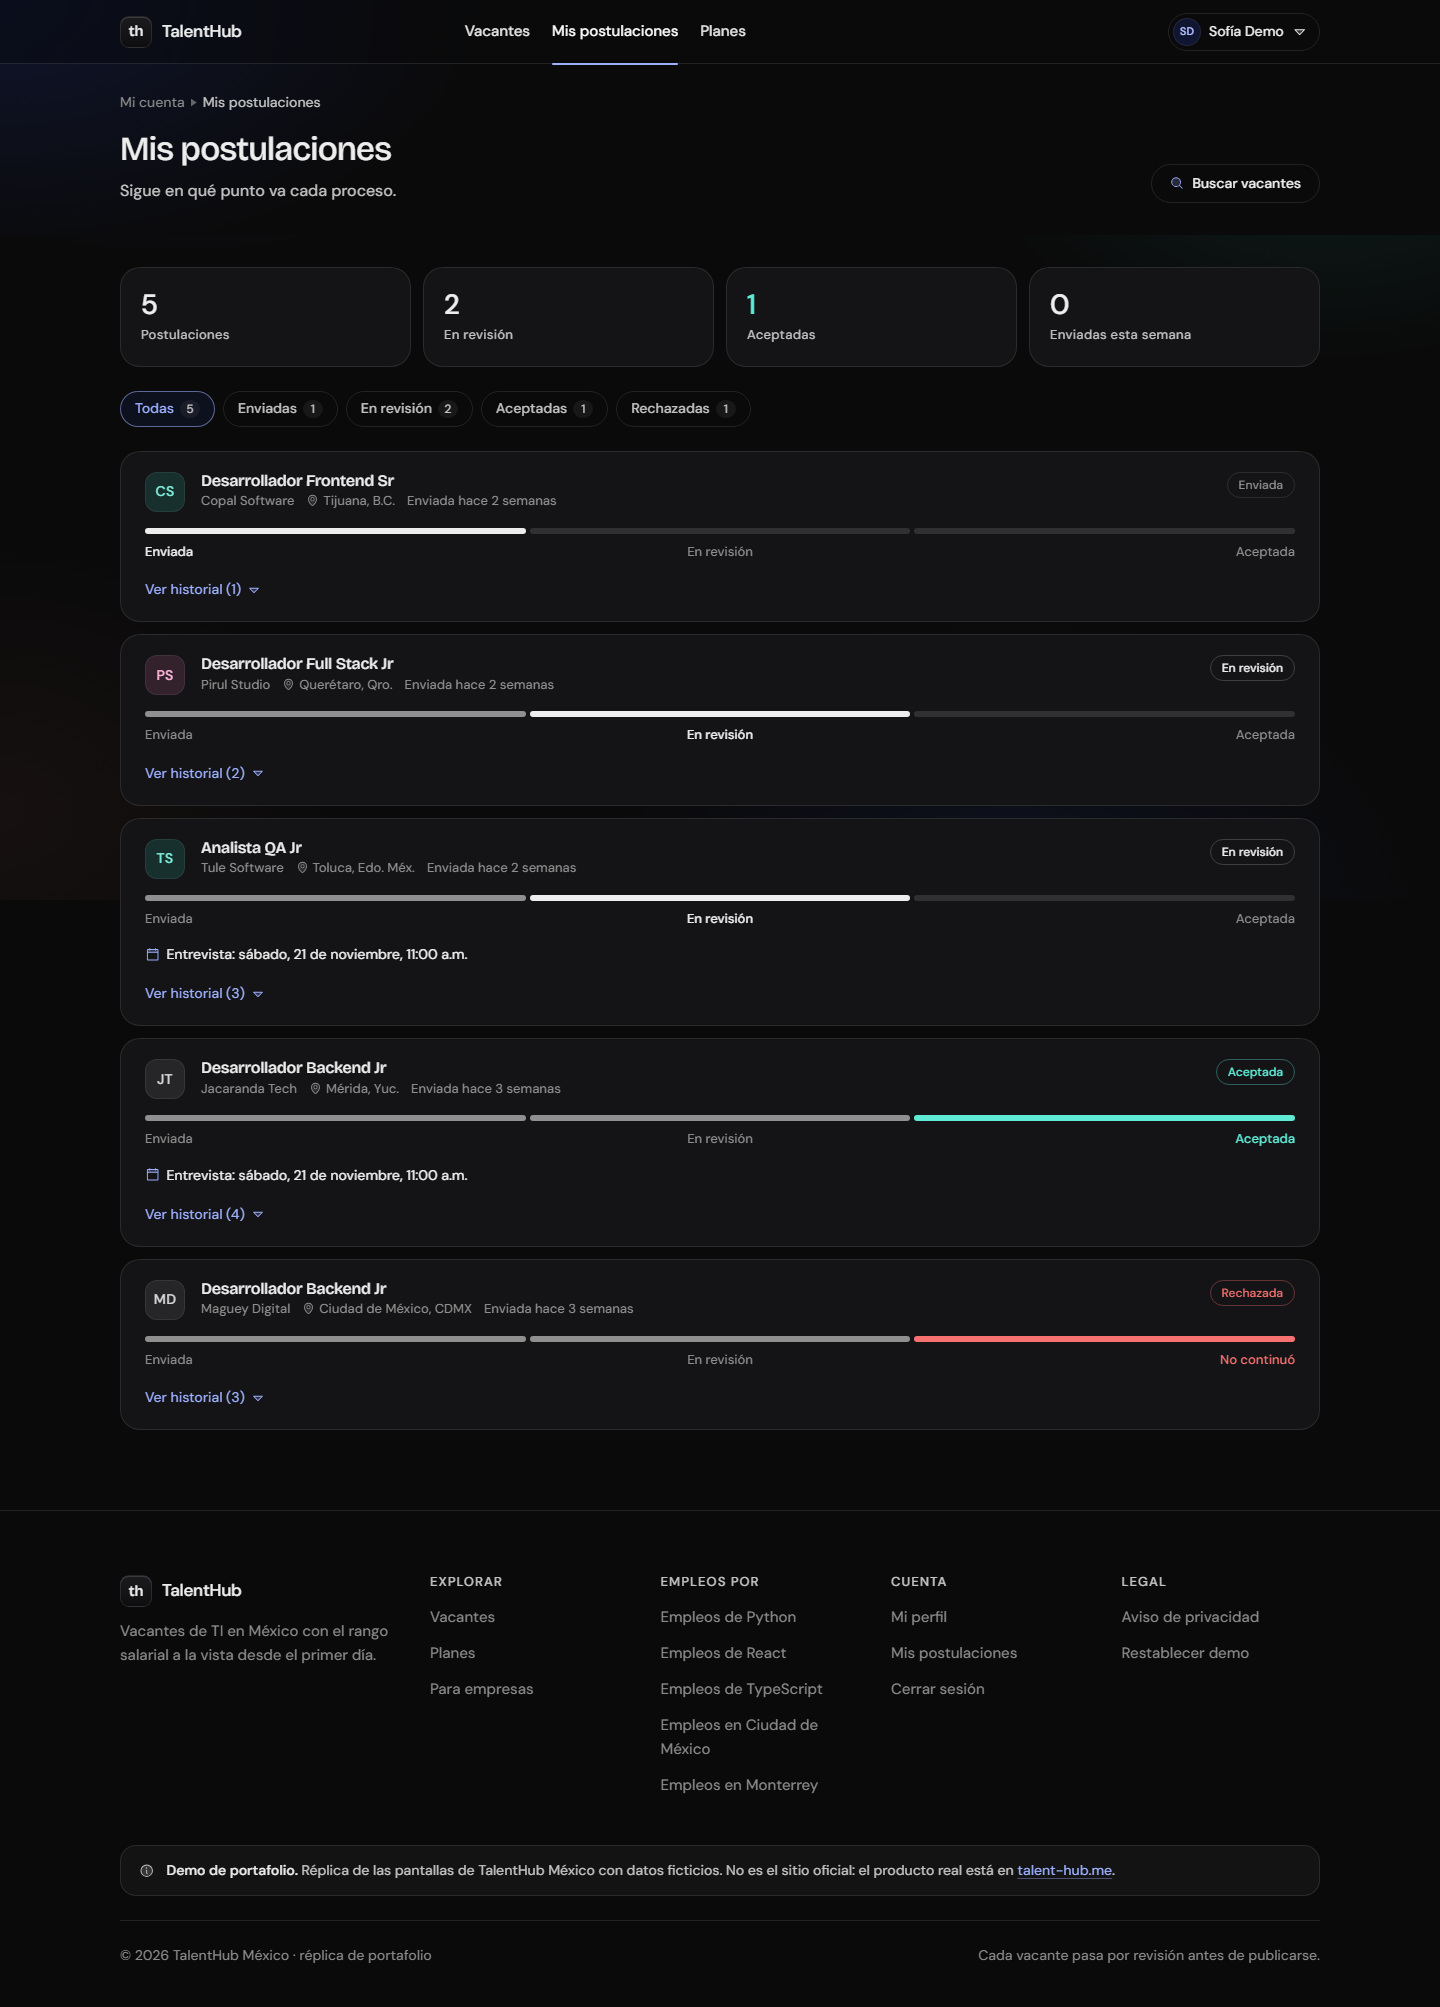 th TalentHub
Vacantes Mis postulaciones Planes
SD Sofía Demo
Mi cuenta Mis postulaciones
Mis postulaciones
Sigue en qué punto va cada proceso.
Buscar vacantes
5
Postulaciones
2
En revisión
1
Aceptadas
0
Enviadas esta semana
Todas 5 Enviadas 1 En revisión 2 Aceptadas 1 Rechazadas 1
CS
Desarrollador Frontend Sr
Copal Software Tijuana, B.C. Enviada hace 2 semanas
Enviada
Enviada En revisión Aceptada
Ver historial (1)
PS
Desarrollador Full Stack Jr
Pirul Studio Querétaro, Qro. Enviada hace 2 semanas
En revisión
Enviada En revisión Aceptada
Ver historial (2)
TS
Analista QA Jr
Tule Software Toluca, Edo. Méx. Enviada hace 2 semanas
En revisión
Enviada En revisión Aceptada
Entrevista: sábado, 21 de noviembre, 11:00 a.m.
Ver historial (3)
JT
Desarrollador Backend Jr
Jacaranda Tech Mérida, Yuc. Enviada hace 3 semanas
Aceptada
Enviada En revisión Aceptada
Entrevista: sábado, 21 de noviembre, 11:00 a.m.
Ver historial (4)
MD
Desarrollador Backend Jr
Maguey Digital Ciudad de México, CDMX Enviada hace 3 semanas
Rechazada
Enviada En revisión No continuó
Ver historial (3)
th TalentHub
Vacantes de TI en México con el rango
salarial a la vista desde el primer día.
EXPLORAR
Vacantes
Planes
Para empresas
EMPLEOS POR
Empleos de Python
Empleos de React
Empleos de TypeScript
Empleos en Ciudad de
México
Empleos en Monterrey
CUENTA
Mi perfil
Mis postulaciones
Cerrar sesión
LEGAL
Aviso de privacidad
Restablecer demo
Demo de portafolio. Réplica de las pantallas de TalentHub México con datos ficticios. No es el sitio oficial: el producto real está en talent-hub.me.
© 2026 TalentHub México · réplica de portafolio
Cada vacante pasa por revisión antes de publicarse.